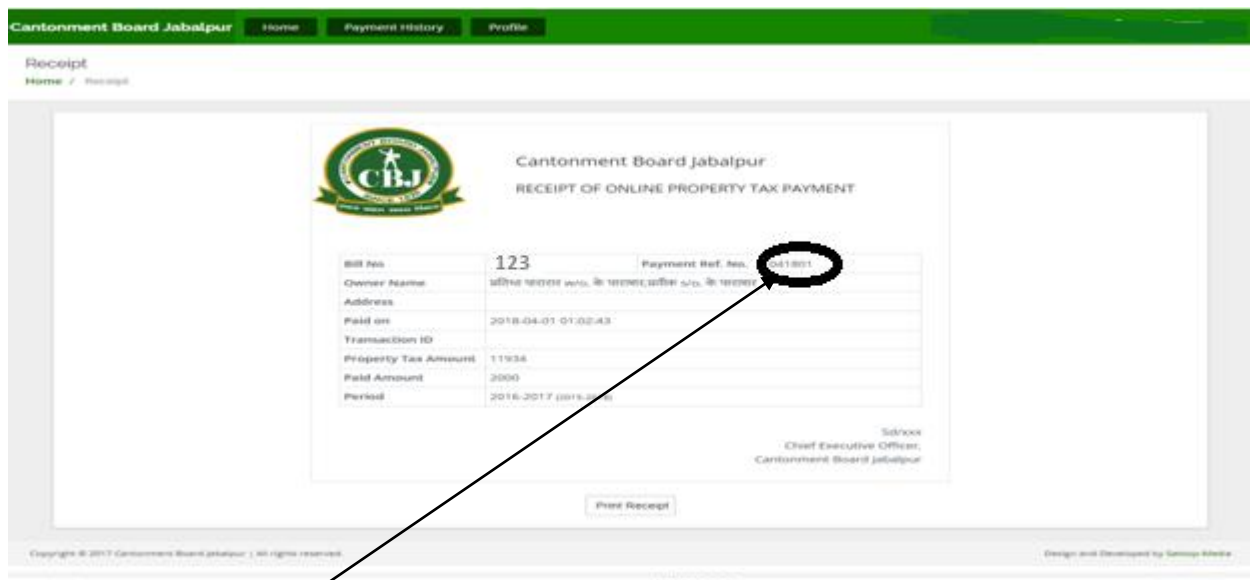 Cantonment Board Jabalpur Home Payment History Profile
Receipt
Home / Receipt
CBJ
Cantonment Board Jabalpur
RECEIPT OF ONLINE PROPERTY TAX PAYMENT
Bill No 123 Payment Ref. No. 041801
Owner Name w/o. के s/o. के
Address
Paid on 2018-04-01 01:02:43
Transaction ID
Property Tax Amount 11934
Paid Amount 2000
Period 2016-2017
Sd/xxx
Chief Executive Officer,
Cantonment Board Jabalpur
Print Receipt
Copyright © 2017 Cantonment Board Jabalpur | All rights reserved.
Design and Developed by Media